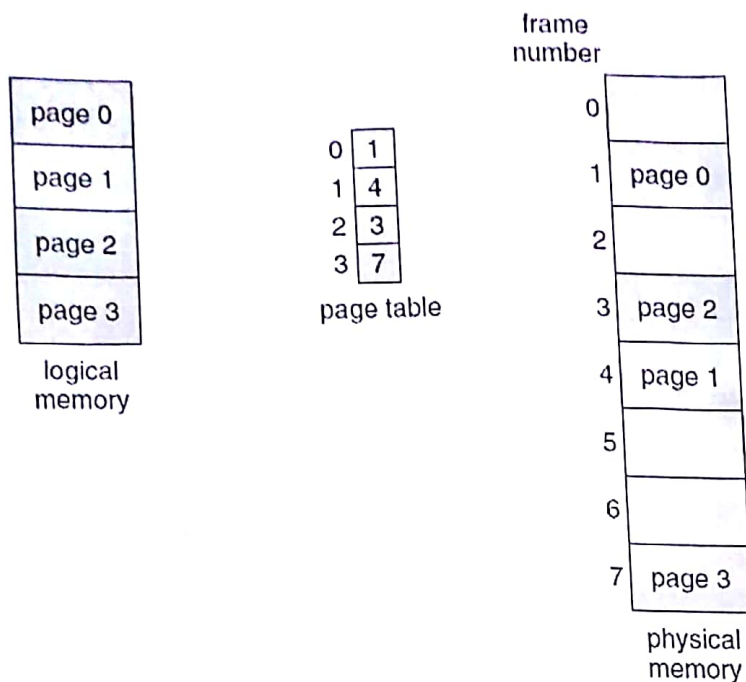 page 0
page 1
page 2
page 3
logical
memory
0 1
1 4
2 3
3 7
page table
frame
number
0
1 page 0
2
3 page 2
4 page 1
5
6
7 page 3
physical
memory